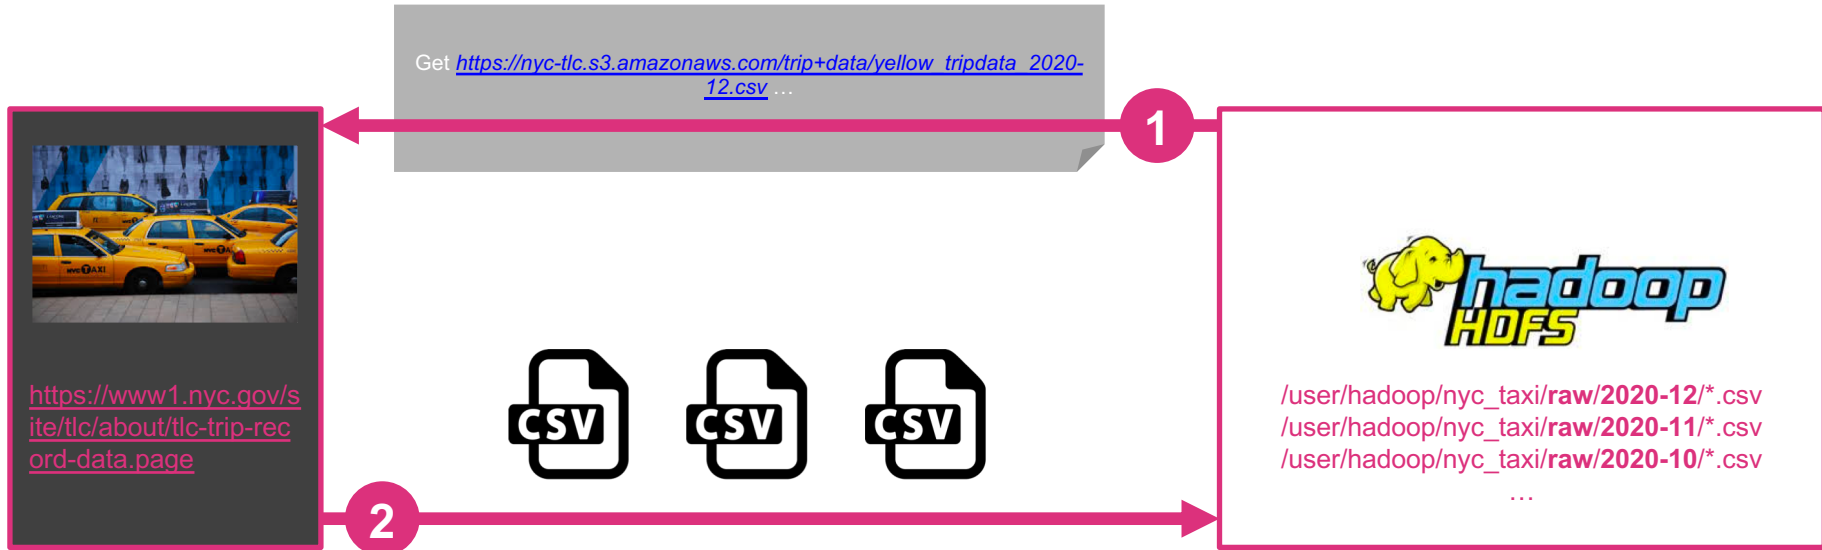 Get https://nyc-tlc.s3.amazonaws.com/trip+data/yellow_tripdata_2020-
12.csv …
1
https://www1.nyc.gov/s
ite/tlc/about/tlc-trip-rec
ord-data.page
CSV CSV CSV
hadoop
HDFS
/user/hadoop/nyc_taxi/raw/2020-12/*.csv
/user/hadoop/nyc_taxi/raw/2020-11/*.csv
/user/hadoop/nyc_taxi/raw/2020-10/*.csv
…
2